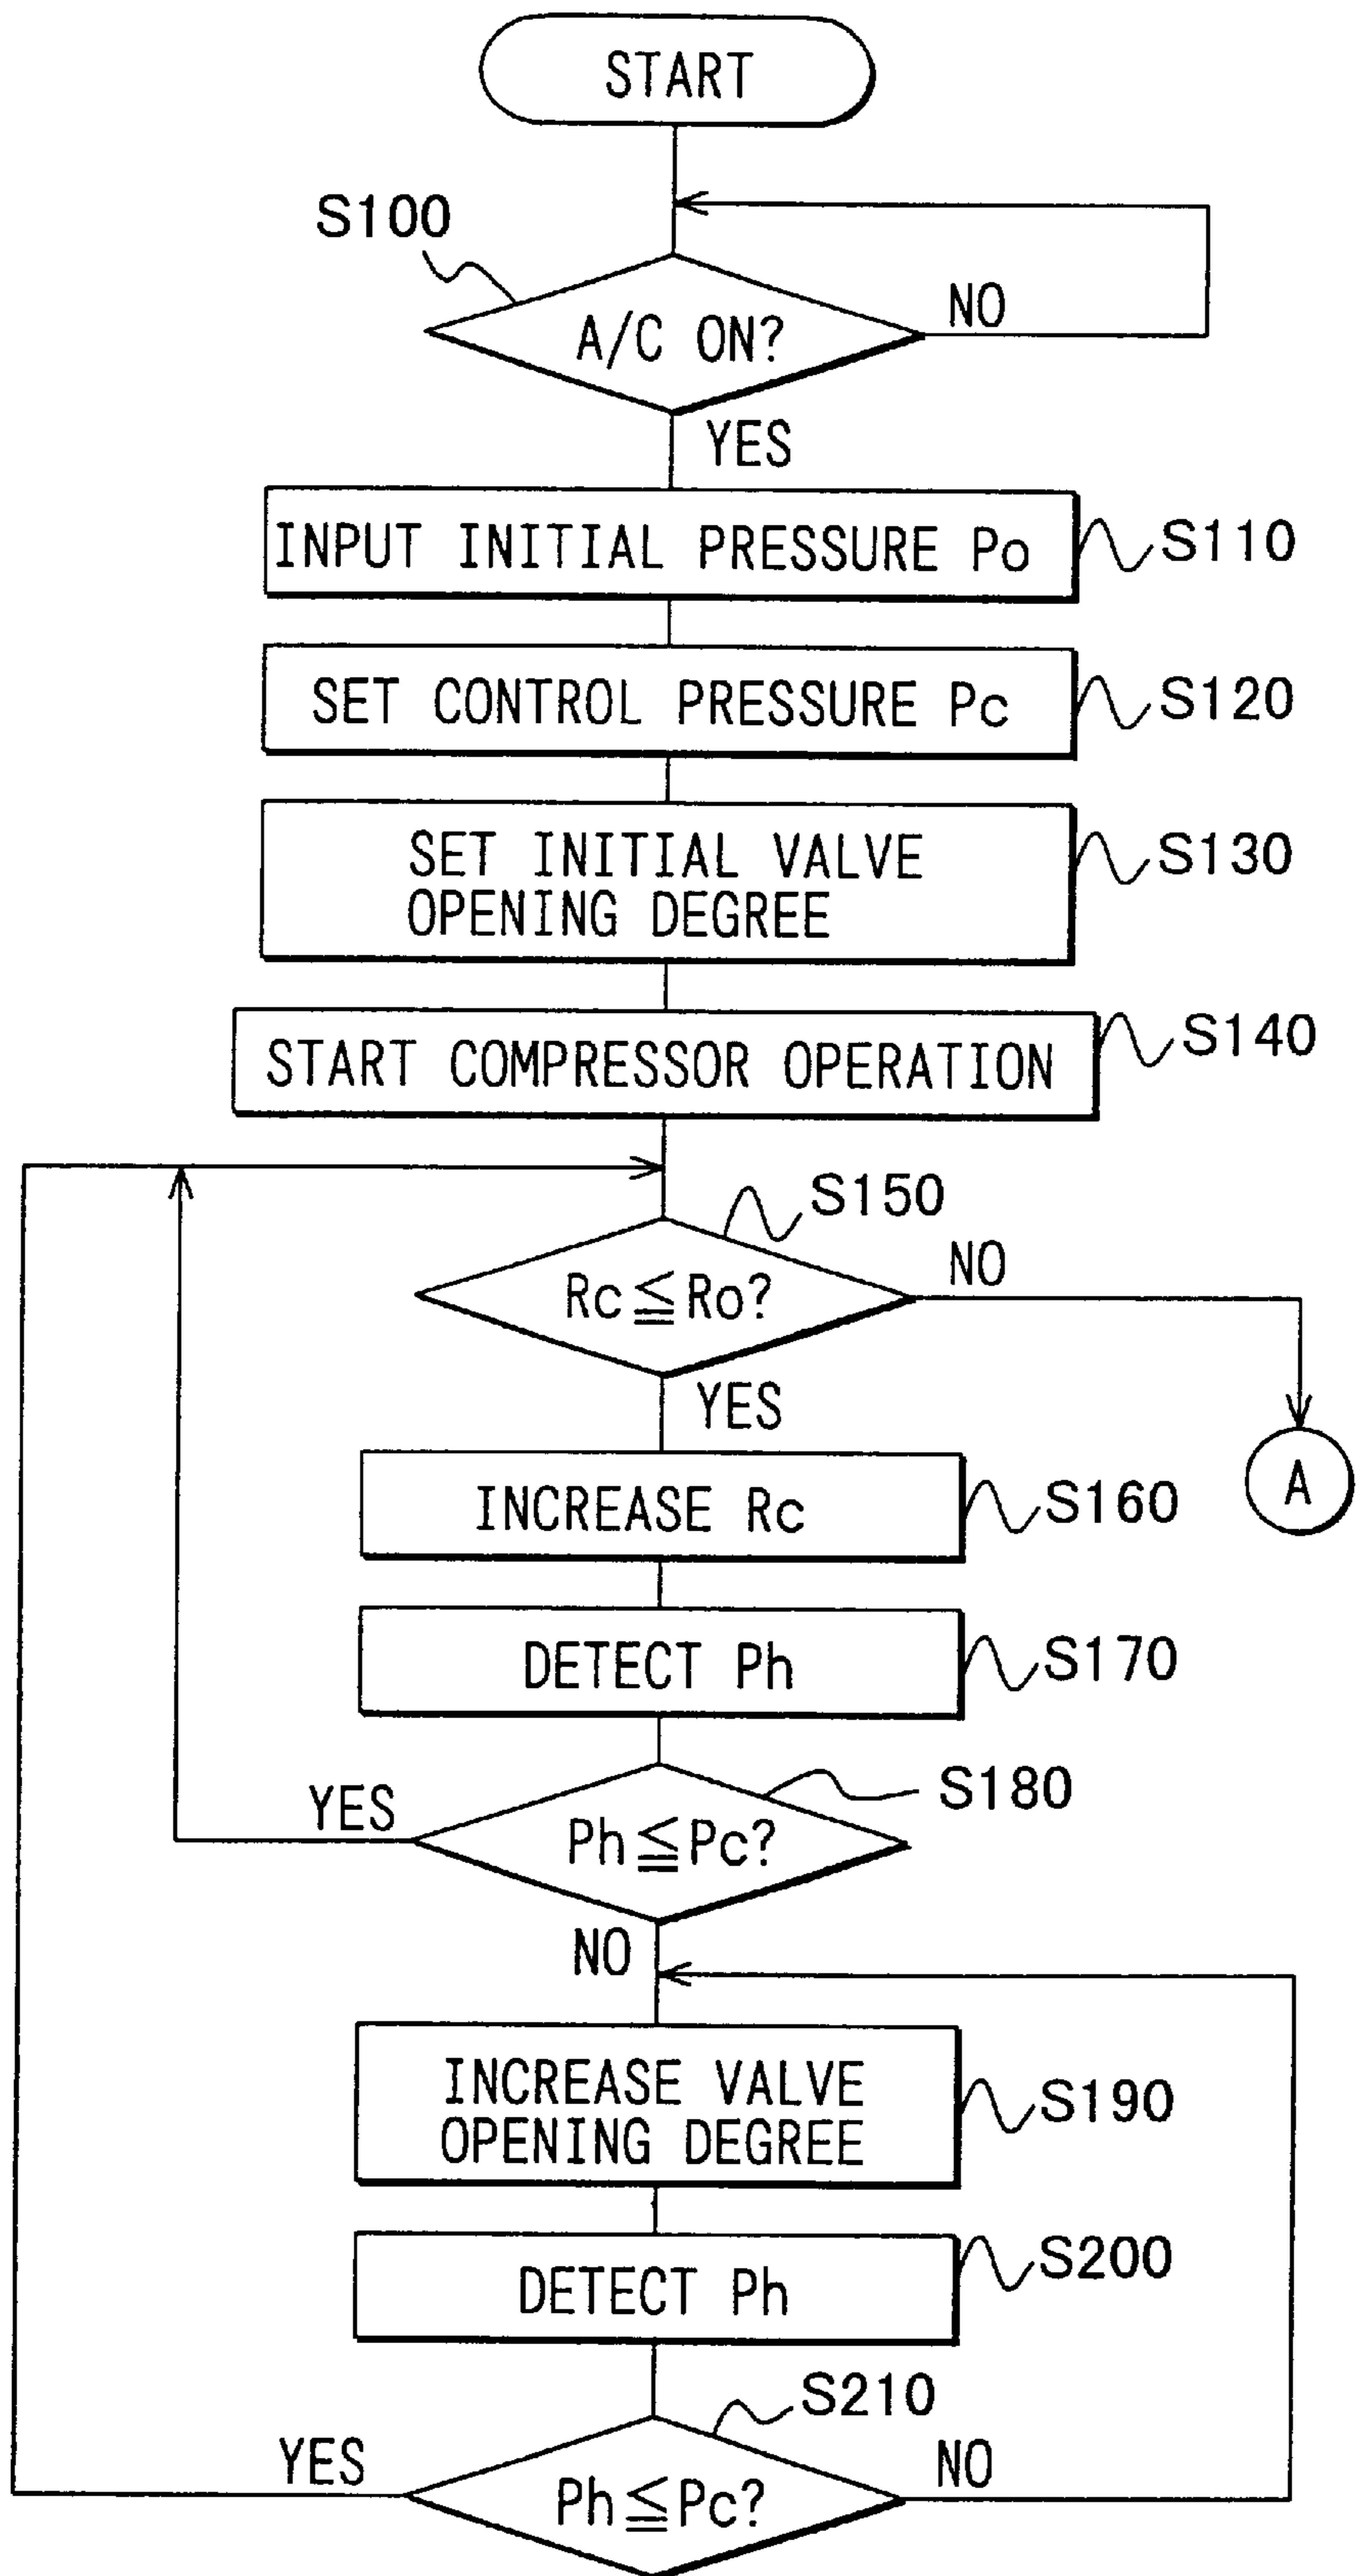 START
S100
A/C ON?
NO
YES
INPUT INITIAL PRESSURE Po
S110
SET CONTROL PRESSURE Pc
S120
SET INITIAL VALVE
OPENING DEGREE
S130
START COMPRESSOR OPERATION
S140
S150
Rc≦Ro?
NO
YES
A
INCREASE Rc
S160
DETECT Ph
S170
S180
YES
Ph≦Pc?
NO
INCREASE VALVE
OPENING DEGREE
S190
DETECT Ph
S200
S210
YES
Ph≦Pc?
NO